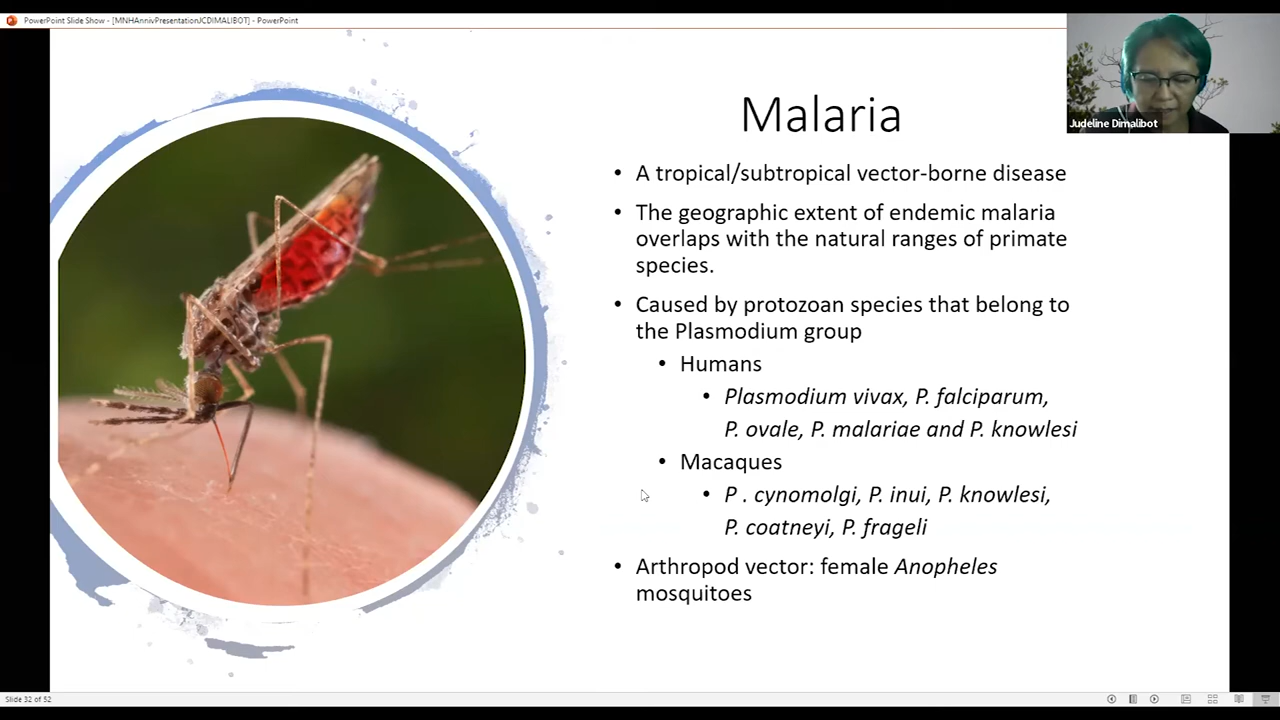 PowerPoint Slide Show - [MNHAnnivPresentationJCDIMALIBOT] - PowerPoint
Judeline Dimalibot
Malaria
• A tropical/subtropical vector-borne disease
• The geographic extent of endemic malaria
overlaps with the natural ranges of primate
species.
• Caused by protozoan species that belong to
the Plasmodium group
• Humans
• Plasmodium vivax, P. falciparum,
P. ovale, P. malariae and P. knowlesi
• Macaques
• P . cynomolgi, P. inui, P. knowlesi,
P. coatneyi, P. frageli
• Arthropod vector: female Anopheles
mosquitoes
Slide 32 of 52